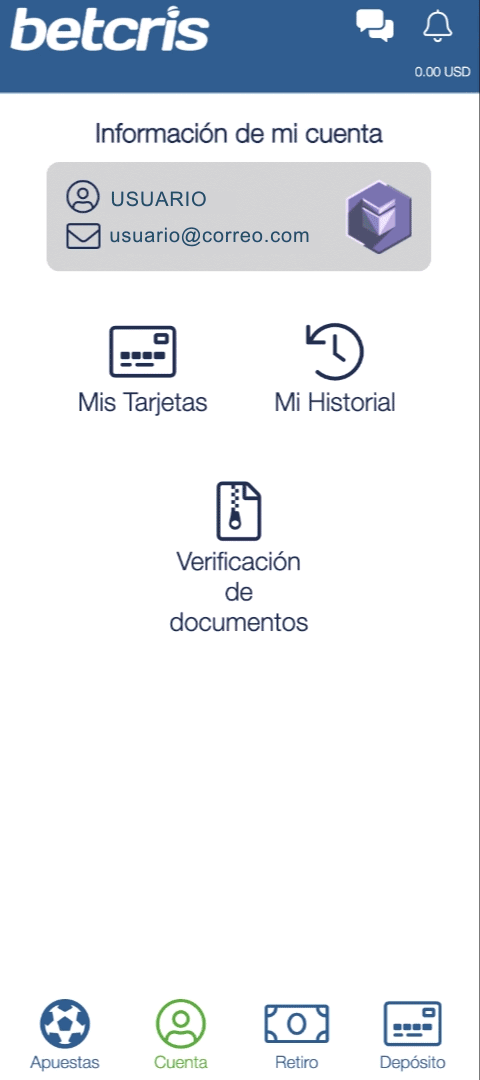 betcris
0.00 USD
Información de mi cuenta
USUARIO
usuario@correo.com
Mis Tarjetas
Mi Historial
Verificación
de
documentos
Apuestas
Cuenta
Retiro
Depósito